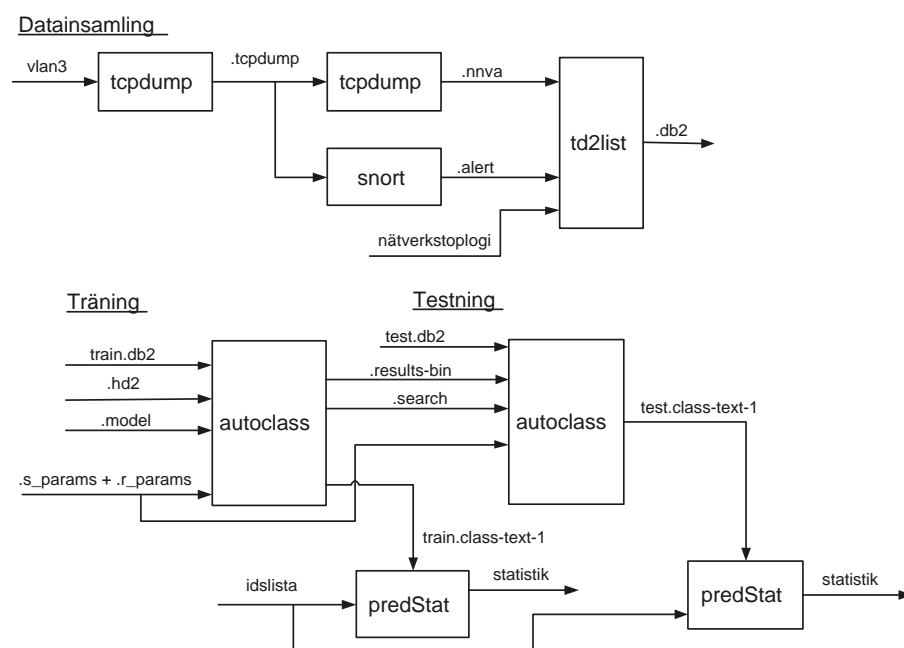 Datainsamling
vlan3
tcpdump
.tcpdump
tcpdump
.nnva
snort
.alert
nätverkstoplogi
td2list
.db2
Träning
train.db2
.hd2
.model
.s_params + .r_params
autoclass
.results-bin
.search
train.class-text-1
Testning
test.db2
autoclass
test.class-text-1
idslista
predStat
statistik
predStat
statistik